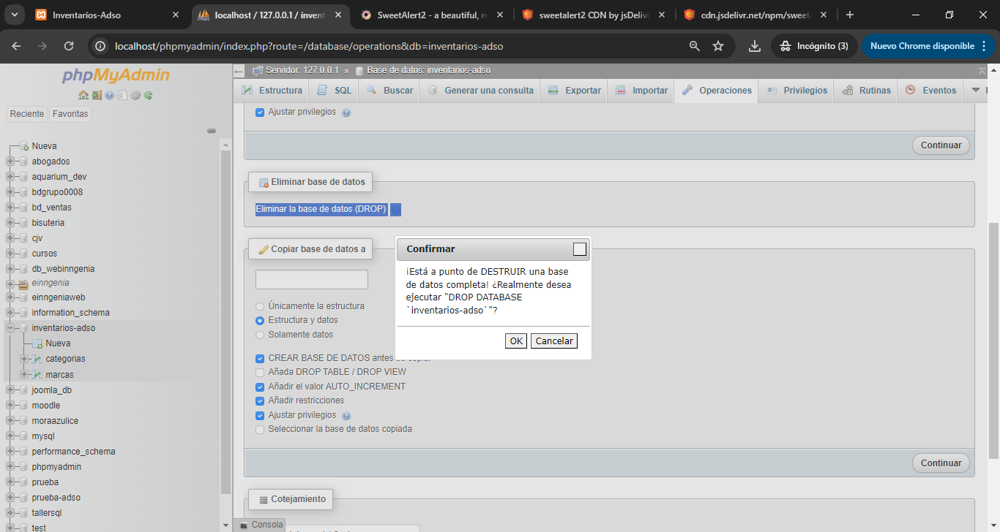 Inventarios-Adso
localhost / 127.0.0.1 / invent
SweetAlert2 - a beautiful, re
sweetalert2 CDN by jsDelivr
cdn.jsdelivr.net/npm/sweet
localhost/phpmyadmin/index.php?route=/database/operations&db=inventarios-adso
Incógnito (3)
Nuevo Chrome disponible
phpMyAdmin
Reciente
Favoritas
Nueva
abogados
aquarium_dev
bdgrupo0008
bd_ventas
bisuteria
cjv
cursos
db_webinngenia
einngenia
einngeniaweb
information_schema
inventarios-adso
Nueva
categorias
marcas
joomla_db
moodle
moraazulice
mysql
performance_schema
phpmyadmin
prueba
prueba-adso
tallersql
test
Servidor: 127.0.0.1 » Base de datos: inventarios-adso
Estructura
SQL
Buscar
Generar una consulta
Exportar
Importar
Operaciones
Privilegios
Rutinas
Eventos
Ajustar privilegios
Continuar
Eliminar base de datos
Eliminar la base de datos (DROP)
Copiar base de datos a
Únicamente la estructura
Estructura y datos
Solamente datos
CREAR BASE DE DATOS antes de copiar
Añada DROP TABLE / DROP VIEW
Añadir el valor AUTO_INCREMENT
Añadir restricciones
Ajustar privilegios
Seleccionar la base de datos copiada
Continuar
Cotejamiento
Consola
Confirmar
¡Está a punto de DESTRUIR una base
de datos completa! ¿Realmente desea
ejecutar "DROP DATABASE
`inventarios-adso`"?
OK
Cancelar